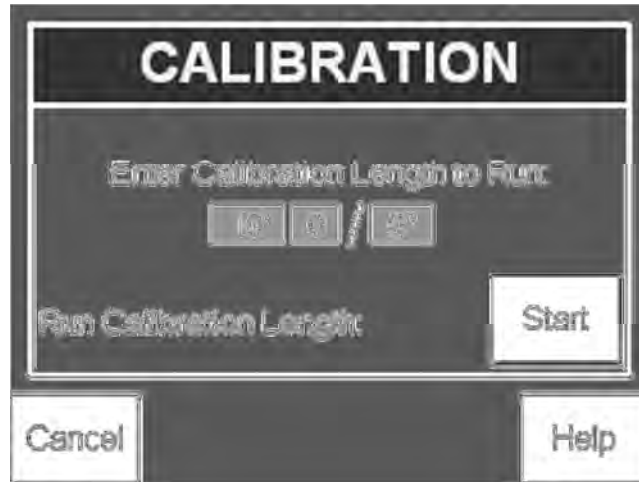 CALIBRATION
Enter Calibration Length to Run:
Run Calibration Length:
Start
Cancel
Help